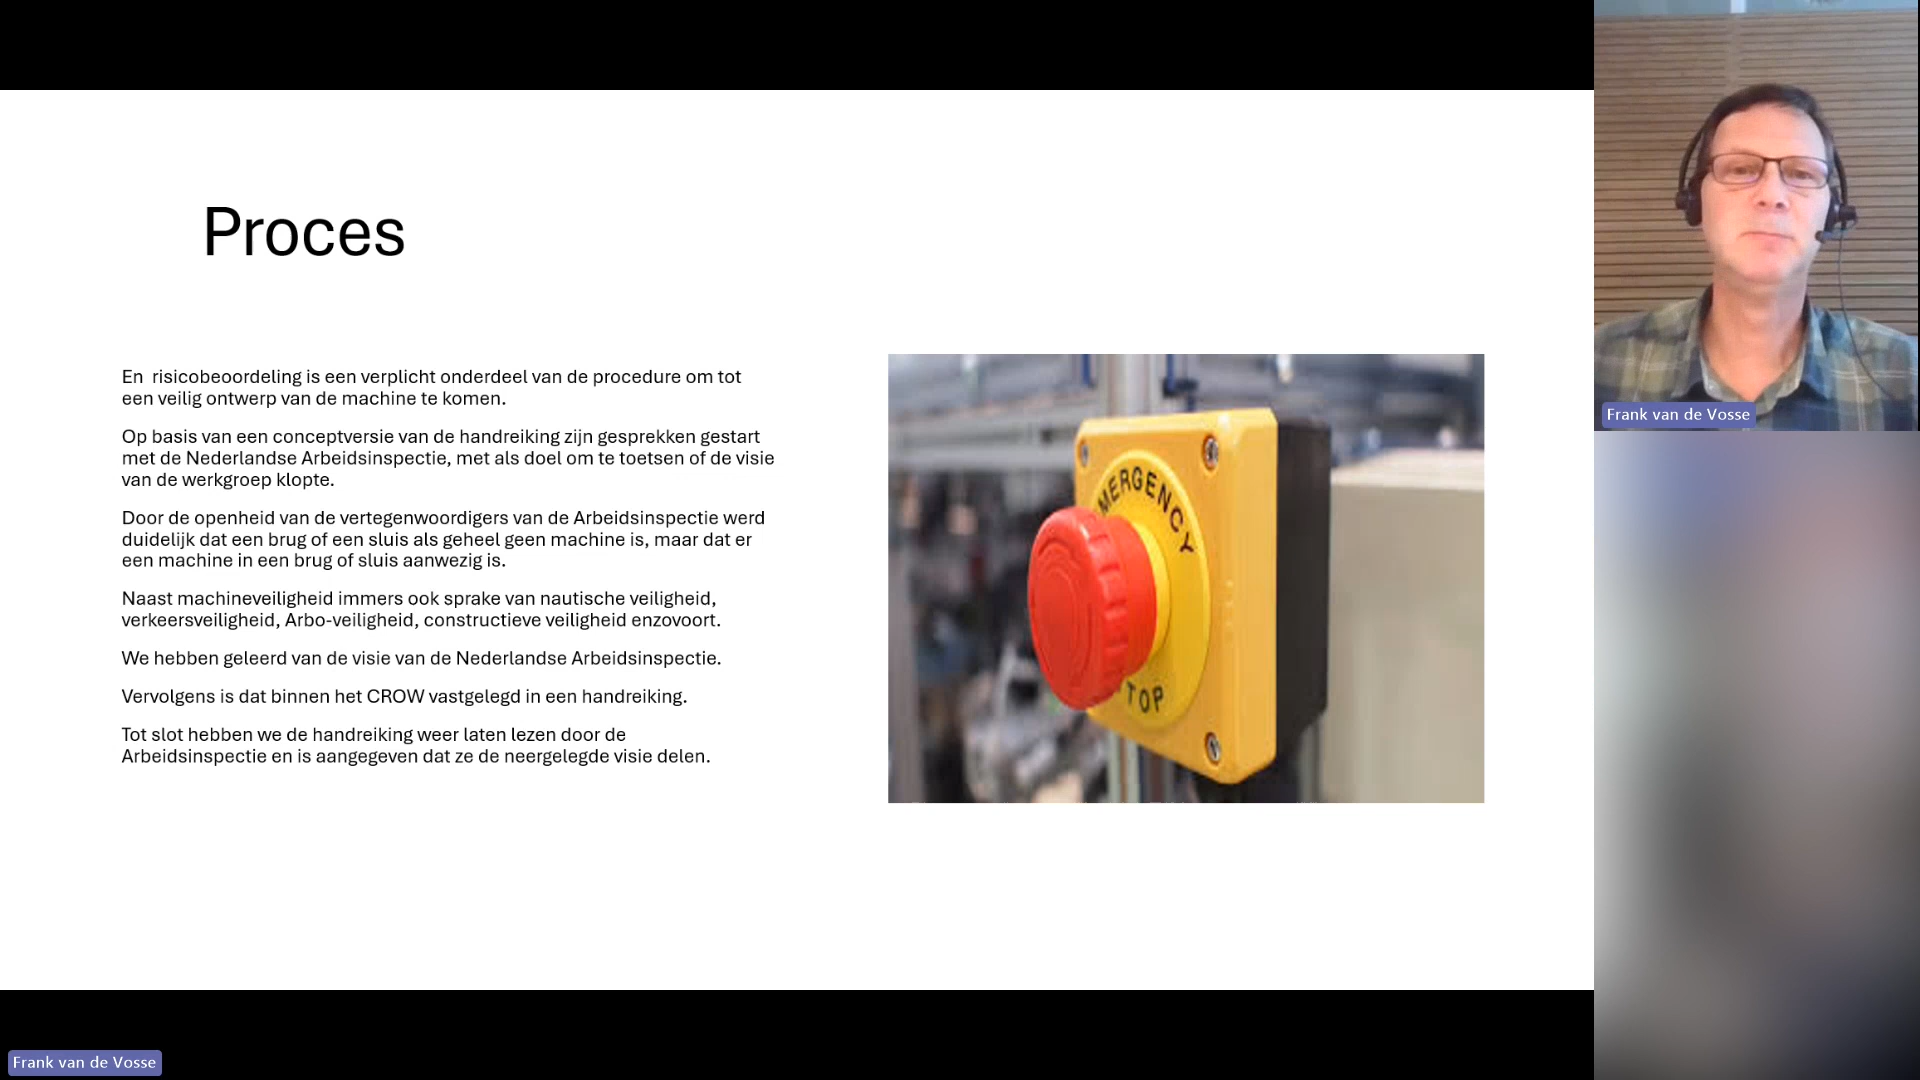 Proces
En  risicobeoordeling is een verplicht onderdeel van de procedure om tot
een veilig ontwerp van de machine te komen.
Op basis van een conceptversie van de handreiking zijn gesprekken gestart
met de Nederlandse Arbeidsinspectie, met als doel om te toetsen of de visie
van de werkgroep klopte.
Door de openheid van de vertegenwoordigers van de Arbeidsinspectie werd
duidelijk dat een brug of een sluis als geheel geen machine is, maar dat er
een machine in een brug of sluis aanwezig is.
Naast machineveiligheid immers ook sprake van nautische veiligheid,
verkeersveiligheid, Arbo-veiligheid, constructieve veiligheid enzovoort.
We hebben geleerd van de visie van de Nederlandse Arbeidsinspectie.
Vervolgens is dat binnen het CROW vastgelegd in een handreiking.
Tot slot hebben we de handreiking weer laten lezen door de
Arbeidsinspectie en is aangegeven dat ze de neergelegde visie delen.
MERGENCY
TOP
Frank van de Vosse
Frank van de Vosse